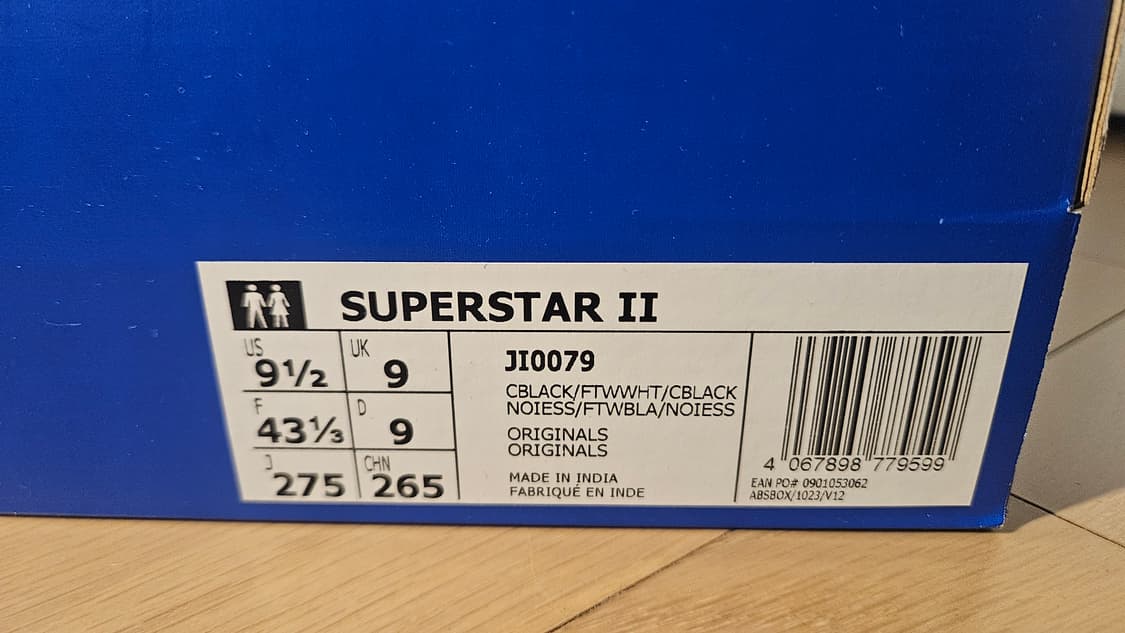 SUPERSTAR II
US 9½ UK 9
F 43⅓ D 9
J 275 CHN 265
JI0079
CBLACK/FTWWHT/CBLACK
NOIESS/FTWBLA/NOIESS
ORIGINALS
ORIGINALS
MADE IN INDIA
FABRIQUÉ EN INDE
4 067898 779599
EAN PO# 0901053062
ABSBOX/1023/V12